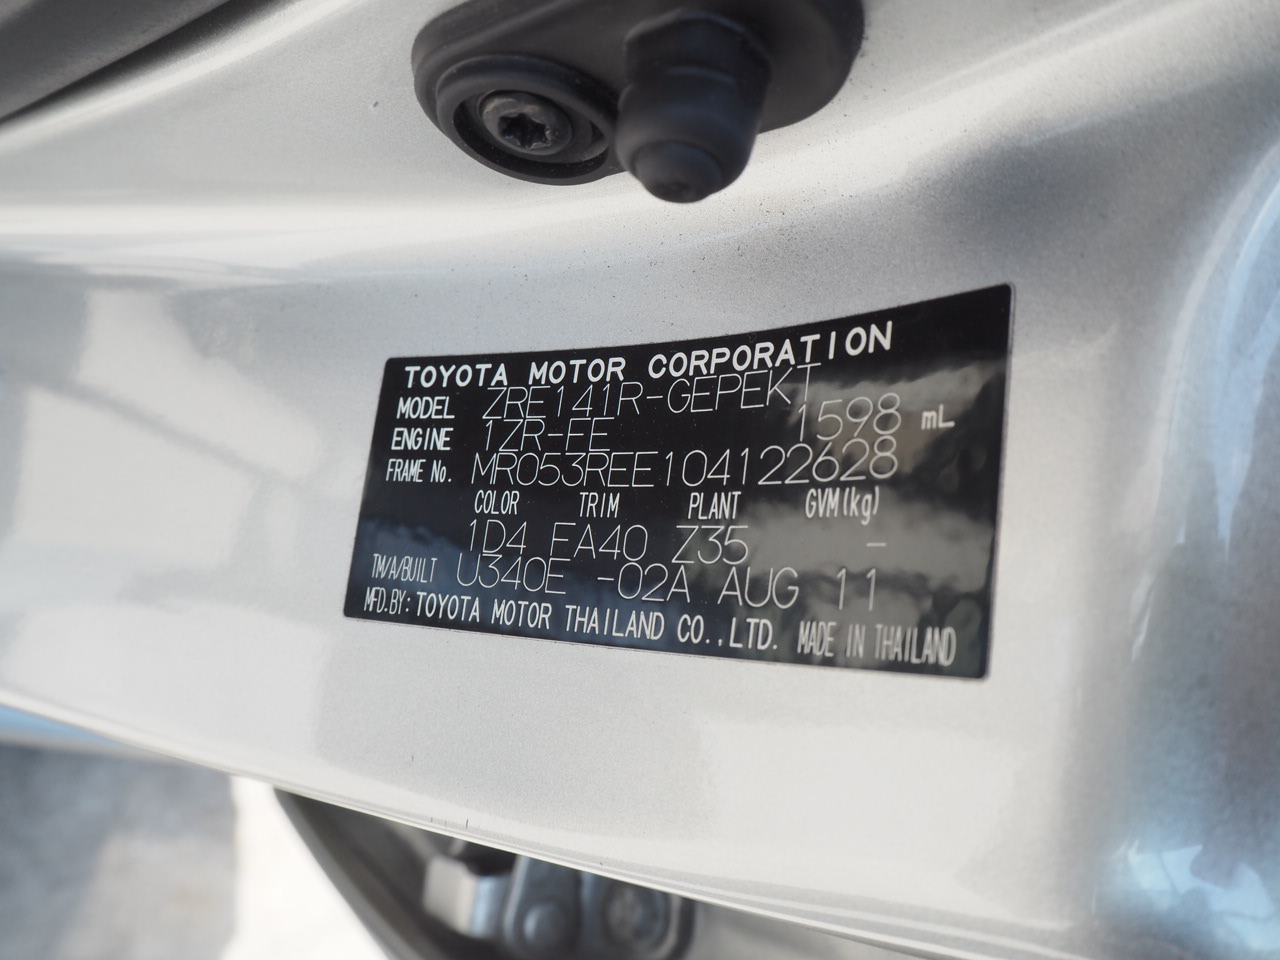 TOYOTA MOTOR CORPORATION
MODEL ZRE141R-GEPEKT
ENGINE 1ZR-FE 1598 mL
FRAME No. MR053REE104122628
COLOR TRIM PLANT GVM(kg)
1D4 FA40 Z35 -
TM/A/BUILT U340E -02A AUG 11
MFD.BY: TOYOTA MOTOR THAILAND CO.,LTD. MADE IN THAILAND